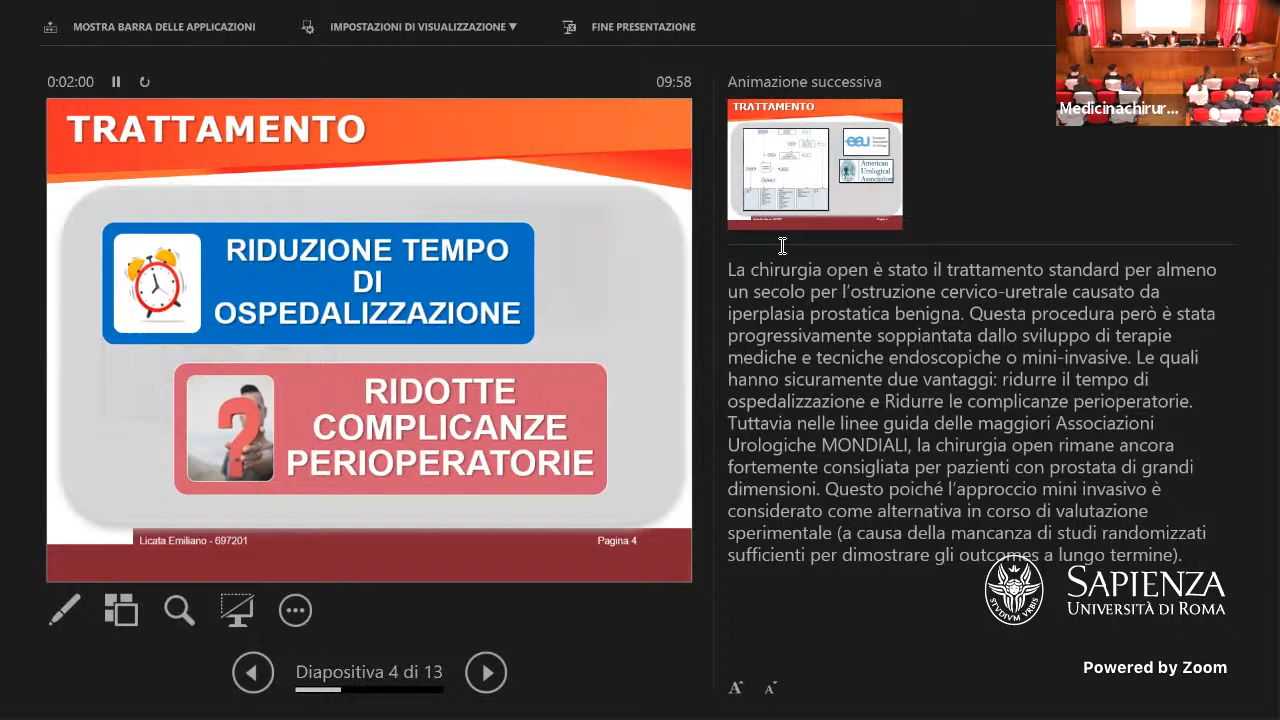 MOSTRA BARRA DELLE APPLICAZIONI
IMPOSTAZIONI DI VISUALIZZAZIONE ▼
FINE PRESENTAZIONE
0:02:00
09:58
TRATTAMENTO
RIDUZIONE TEMPO
DI
OSPEDALIZZAZIONE
RIDOTTE
COMPLICANZE
PERIOPERATORIE
Licata Emiliano - 697201
Pagina 4
Diapositiva 4 di 13
Animazione successiva
TRATTAMENTO
eau
American
Urological
Association
Medicinachirur...
La chirurgia open è stato il trattamento standard per almeno
un secolo per l’ostruzione cervico-uretrale causato da
iperplasia prostatica benigna. Questa procedura però è stata
progressivamente soppiantata dallo sviluppo di terapie
mediche e tecniche endoscopiche o mini-invasive. Le quali
hanno sicuramente due vantaggi: ridurre il tempo di
ospedalizzazione e Ridurre le complicanze perioperatorie.
Tuttavia nelle linee guida delle maggiori Associazioni
Urologiche MONDIALI, la chirurgia open rimane ancora
fortemente consigliata per pazienti con prostata di grandi
dimensioni. Questo poiché l’approccio mini invasivo è
considerato come alternativa in corso di valutazione
sperimentale (a causa della mancanza di studi randomizzati
sufficienti per dimostrare gli outcomes a lungo termine).
STVDIVM VRBIS
SAPIENZA
UNIVERSITÀ DI ROMA
Powered by Zoom
A A